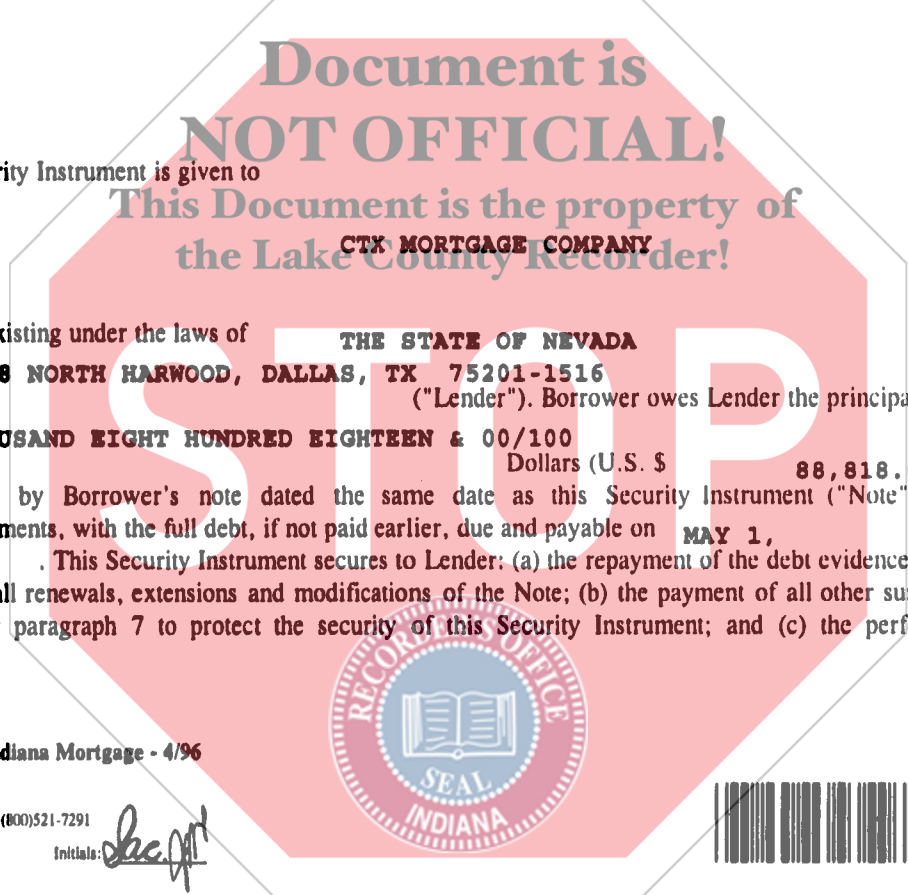 Document is
NOT OFFICIAL!
rity Instrument is given to
This Document is the property of
CTX MORTGAGE COMPANY
the Lake County Recorder!
xisting under the laws of THE STATE OF NEVADA
8 NORTH HARWOOD, DALLAS, TX 75201-1516
("Lender"). Borrower owes Lender the principa
USAND EIGHT HUNDRED EIGHTEEN & 00/100
Dollars (U.S. $ 88,818.
STOP
by Borrower's note dated the same date as this Security Instrument ("Note"
ments, with the full debt, if not paid earlier, due and payable on MAY 1,
. This Security Instrument secures to Lender: (a) the repayment of the debt evidence
ll renewals, extensions and modifications of the Note; (b) the payment of all other su
paragraph 7 to protect the security of this Security Instrument; and (c) the perf
RECORDER'S OFFICE
SEAL
INDIANA
diana Mortgage - 4/96
(800)521-7291
Initials: